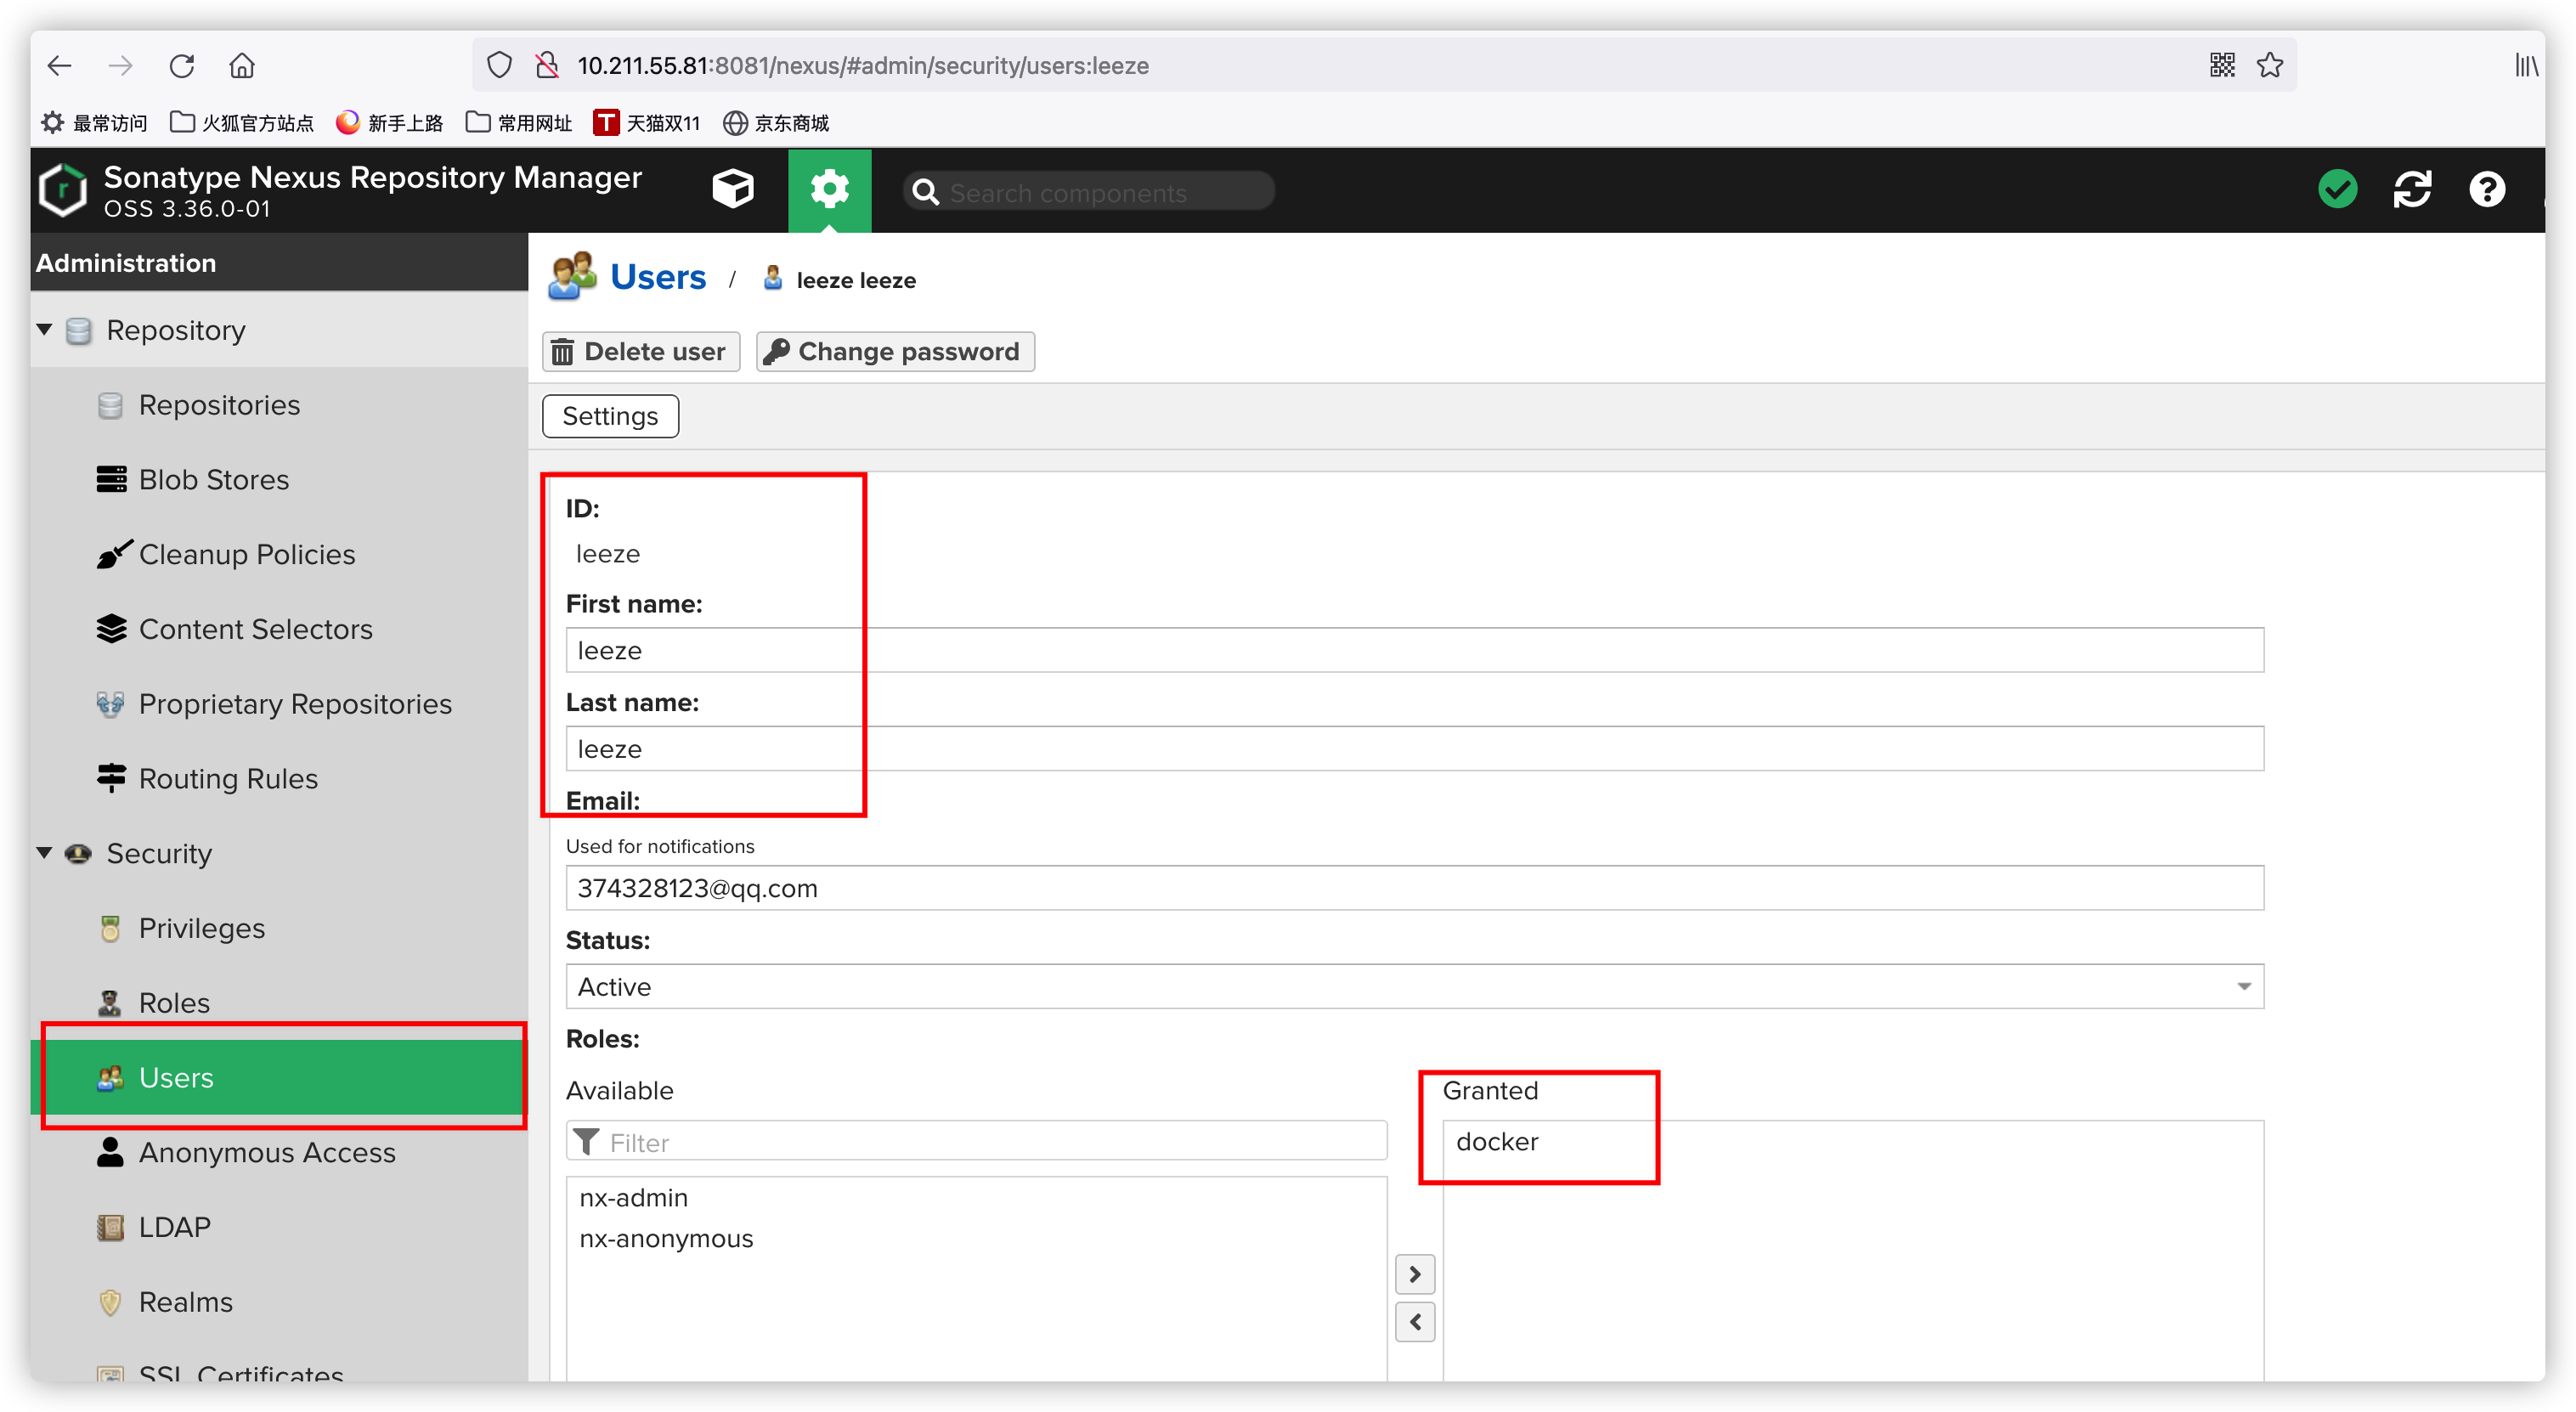 10.211.55.81:8081/nexus/#admin/security/users:leeze
最常访问 火狐官方站点 新手上路 常用网址 天猫双11 京东商城
Sonatype Nexus Repository Manager
OSS 3.36.0-01
Search components
Administration
Repository
Repositories
Blob Stores
Cleanup Policies
Content Selectors
Proprietary Repositories
Routing Rules
Security
Privileges
Roles
Users
Anonymous Access
LDAP
Realms
SSL Certificates
Users / leeze leeze
Delete user Change password
Settings
ID:
leeze
First name:
leeze
Last name:
leeze
Email:
Used for notifications
374328123@qq.com
Status:
Active
Roles:
Available
Filter
nx-admin
nx-anonymous
Granted
docker